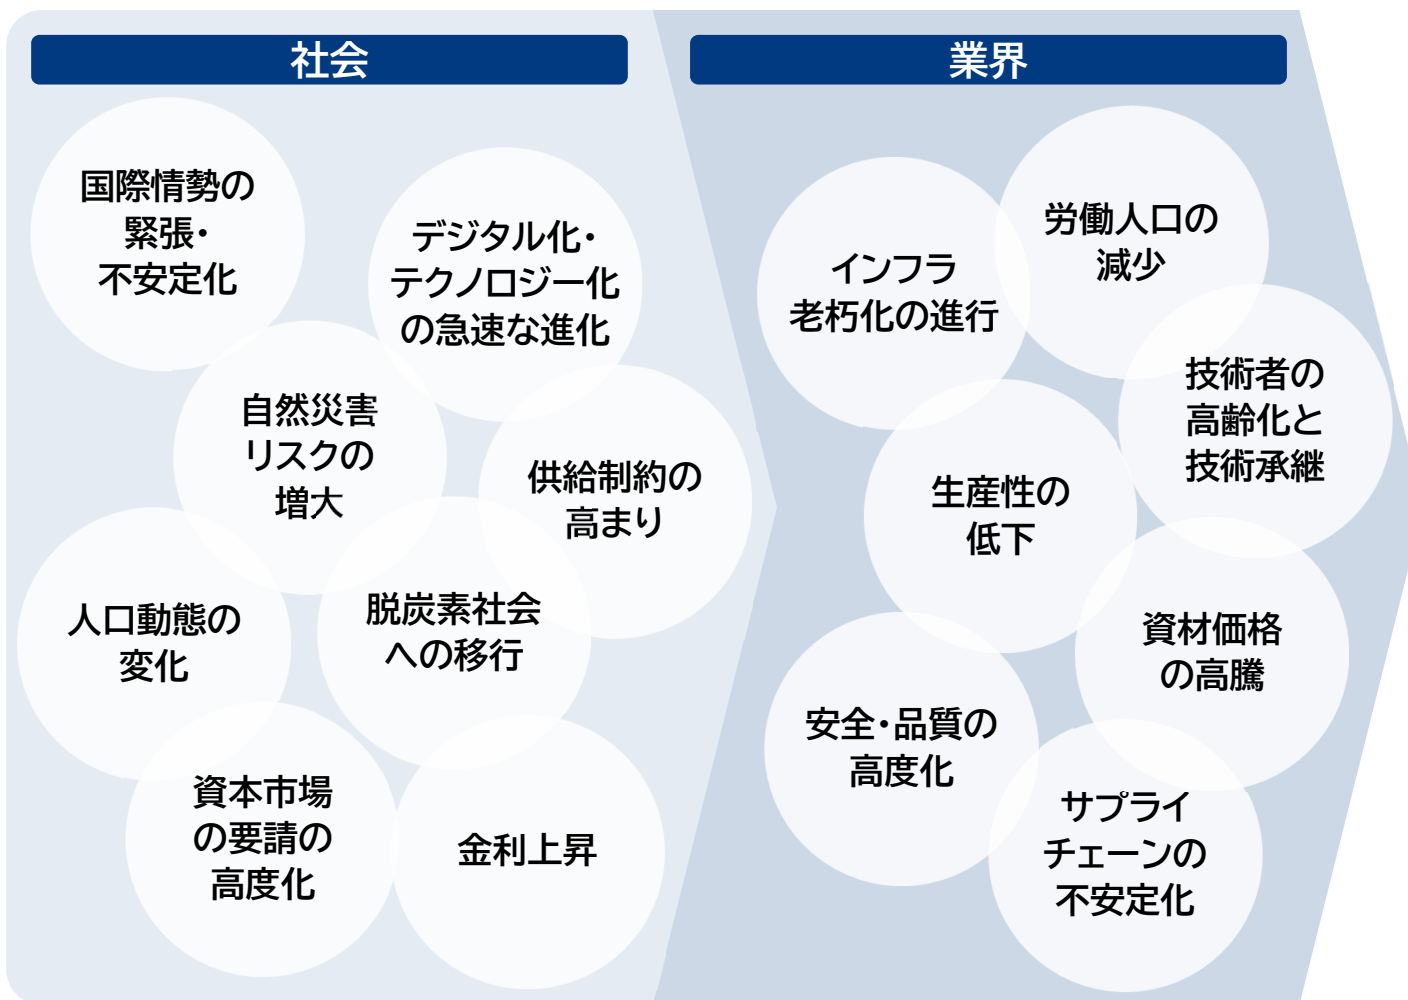 社会
国際情勢の
緊張・
不安定化
デジタル化・
テクノロジー化
の急速な進化
自然災害
リスクの
増大
供給制約の
高まり
人口動態の
変化
脱炭素社会
への移行
資本市場
の要請の
高度化
金利上昇
業界
インフラ
老朽化の進行
労働人口の
減少
技術者の
高齢化と
技術承継
生産性の
低下
資材価格
の高騰
安全・品質の
高度化
サプライ
チェーンの
不安定化